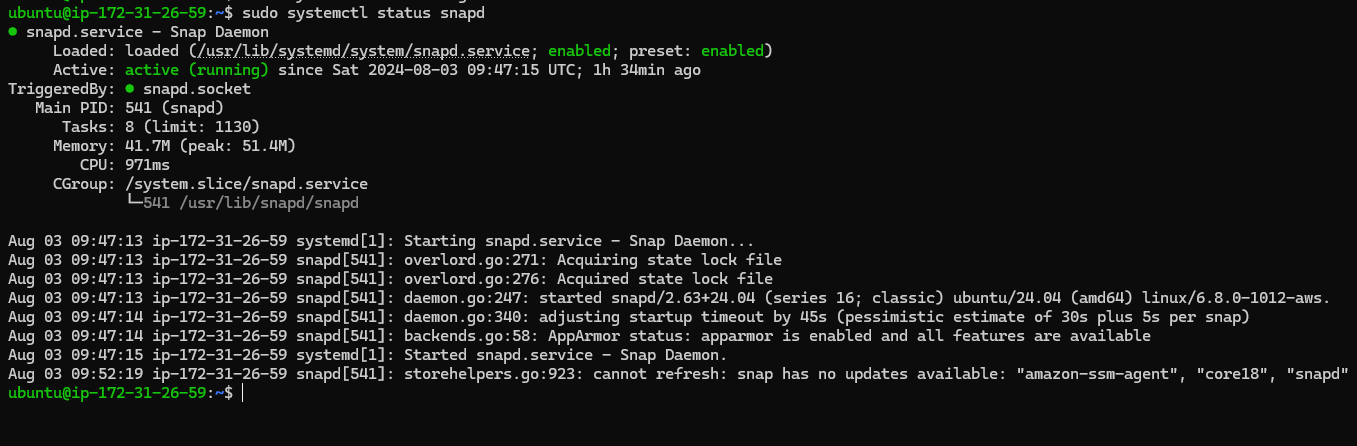 ubuntu@ip-172-31-26-59:~$ sudo systemctl status snapd
● snapd.service - Snap Daemon
     Loaded: loaded (/usr/lib/systemd/system/snapd.service; enabled; preset: enabled)
     Active: active (running) since Sat 2024-08-03 09:47:15 UTC; 1h 34min ago
TriggeredBy: ● snapd.socket
   Main PID: 541 (snapd)
      Tasks: 8 (limit: 1130)
     Memory: 41.7M (peak: 51.4M)
        CPU: 971ms
     CGroup: /system.slice/snapd.service
             └─541 /usr/lib/snapd/snapd

Aug 03 09:47:13 ip-172-31-26-59 systemd[1]: Starting snapd.service - Snap Daemon...
Aug 03 09:47:13 ip-172-31-26-59 snapd[541]: overlord.go:271: Acquiring state lock file
Aug 03 09:47:13 ip-172-31-26-59 snapd[541]: overlord.go:276: Acquired state lock file
Aug 03 09:47:13 ip-172-31-26-59 snapd[541]: daemon.go:247: started snapd/2.63+24.04 (series 16; classic) ubuntu/24.04 (amd64) linux/6.8.0-1012-aws.
Aug 03 09:47:14 ip-172-31-26-59 snapd[541]: daemon.go:340: adjusting startup timeout by 45s (pessimistic estimate of 30s plus 5s per snap)
Aug 03 09:47:14 ip-172-31-26-59 snapd[541]: backends.go:58: AppArmor status: apparmor is enabled and all features are available
Aug 03 09:47:15 ip-172-31-26-59 systemd[1]: Started snapd.service - Snap Daemon.
Aug 03 09:52:19 ip-172-31-26-59 snapd[541]: storehelpers.go:923: cannot refresh: snap has no updates available: "amazon-ssm-agent", "core18", "snapd"
ubuntu@ip-172-31-26-59:~$